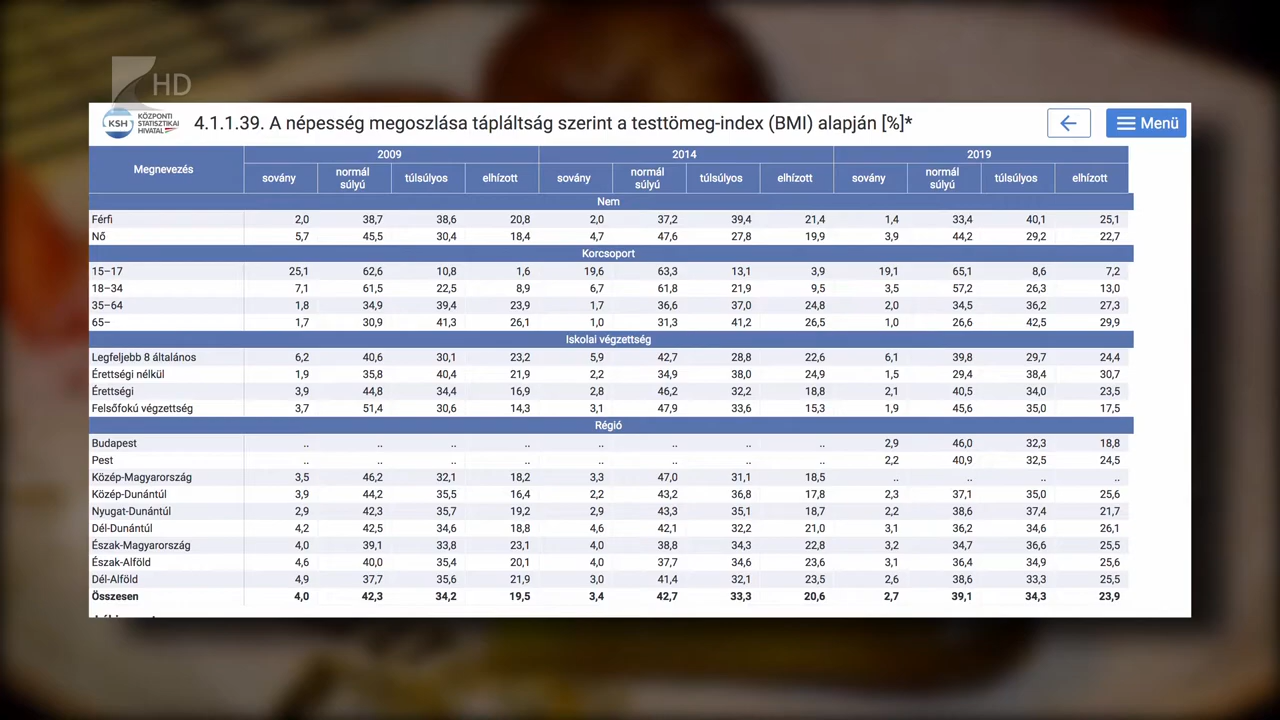 HD
KSH KÖZPONTI STATISZTIKAI HIVATAL
4.1.1.39. A népesség megoszlása tápláltság szerint a testtömeg-index (BMI) alapján [%]*
Menü
Megnevezés 2009 2014 2019
sovány normál súlyú túlsúlyos elhízott sovány normál súlyú túlsúlyos elhízott sovány normál súlyú túlsúlyos elhízott
Nem
Férfi 2,0 38,7 38,6 20,8 2,0 37,2 39,4 21,4 1,4 33,4 40,1 25,1
Nő 5,7 45,5 30,4 18,4 4,7 47,6 27,8 19,9 3,9 44,2 29,2 22,7
Korcsoport
15–17 25,1 62,6 10,8 1,6 19,6 63,3 13,1 3,9 19,1 65,1 8,6 7,2
18–34 7,1 61,5 22,5 8,9 6,7 61,8 21,9 9,5 3,5 57,2 26,3 13,0
35–64 1,8 34,9 39,4 23,9 1,7 36,6 37,0 24,8 2,0 34,5 36,2 27,3
65– 1,7 30,9 41,3 26,1 1,0 31,3 41,2 26,5 1,0 26,6 42,5 29,9
Iskolai végzettség
Legfeljebb 8 általános 6,2 40,6 30,1 23,2 5,9 42,7 28,8 22,6 6,1 39,8 29,7 24,4
Érettségi nélkül 1,9 35,8 40,4 21,9 2,2 34,9 38,0 24,9 1,5 29,4 38,4 30,7
Érettségi 3,9 44,8 34,4 16,9 2,8 46,2 32,2 18,8 2,1 40,5 34,0 23,5
Felsőfokú végzettség 3,7 51,4 30,6 14,3 3,1 47,9 33,6 15,3 1,9 45,6 35,0 17,5
Régió
Budapest .. .. .. .. .. .. .. .. 2,9 46,0 32,3 18,8
Pest .. .. .. .. .. .. .. .. 2,2 40,9 32,5 24,5
Közép-Magyarország 3,5 46,2 32,1 18,2 3,3 47,0 31,1 18,5 .. .. .. ..
Közép-Dunántúl 3,9 44,2 35,5 16,4 2,2 43,2 36,8 17,8 2,3 37,1 35,0 25,6
Nyugat-Dunántúl 2,9 42,3 35,7 19,2 2,9 43,3 35,1 18,7 2,2 38,6 37,4 21,7
Dél-Dunántúl 4,2 42,5 34,6 18,8 4,6 42,1 32,2 21,0 3,1 36,2 34,6 26,1
Észak-Magyarország 4,0 39,1 33,8 23,1 4,0 38,8 34,3 22,8 3,2 34,7 36,6 25,5
Észak-Alföld 4,6 40,0 35,4 20,1 4,0 37,7 34,6 23,6 3,1 36,4 34,9 25,6
Dél-Alföld 4,9 37,7 35,6 21,9 3,0 41,4 32,1 23,5 2,6 38,6 33,3 25,5
Összesen 4,0 42,3 34,2 19,5 3,4 42,7 33,3 20,6 2,7 39,1 34,3 23,9